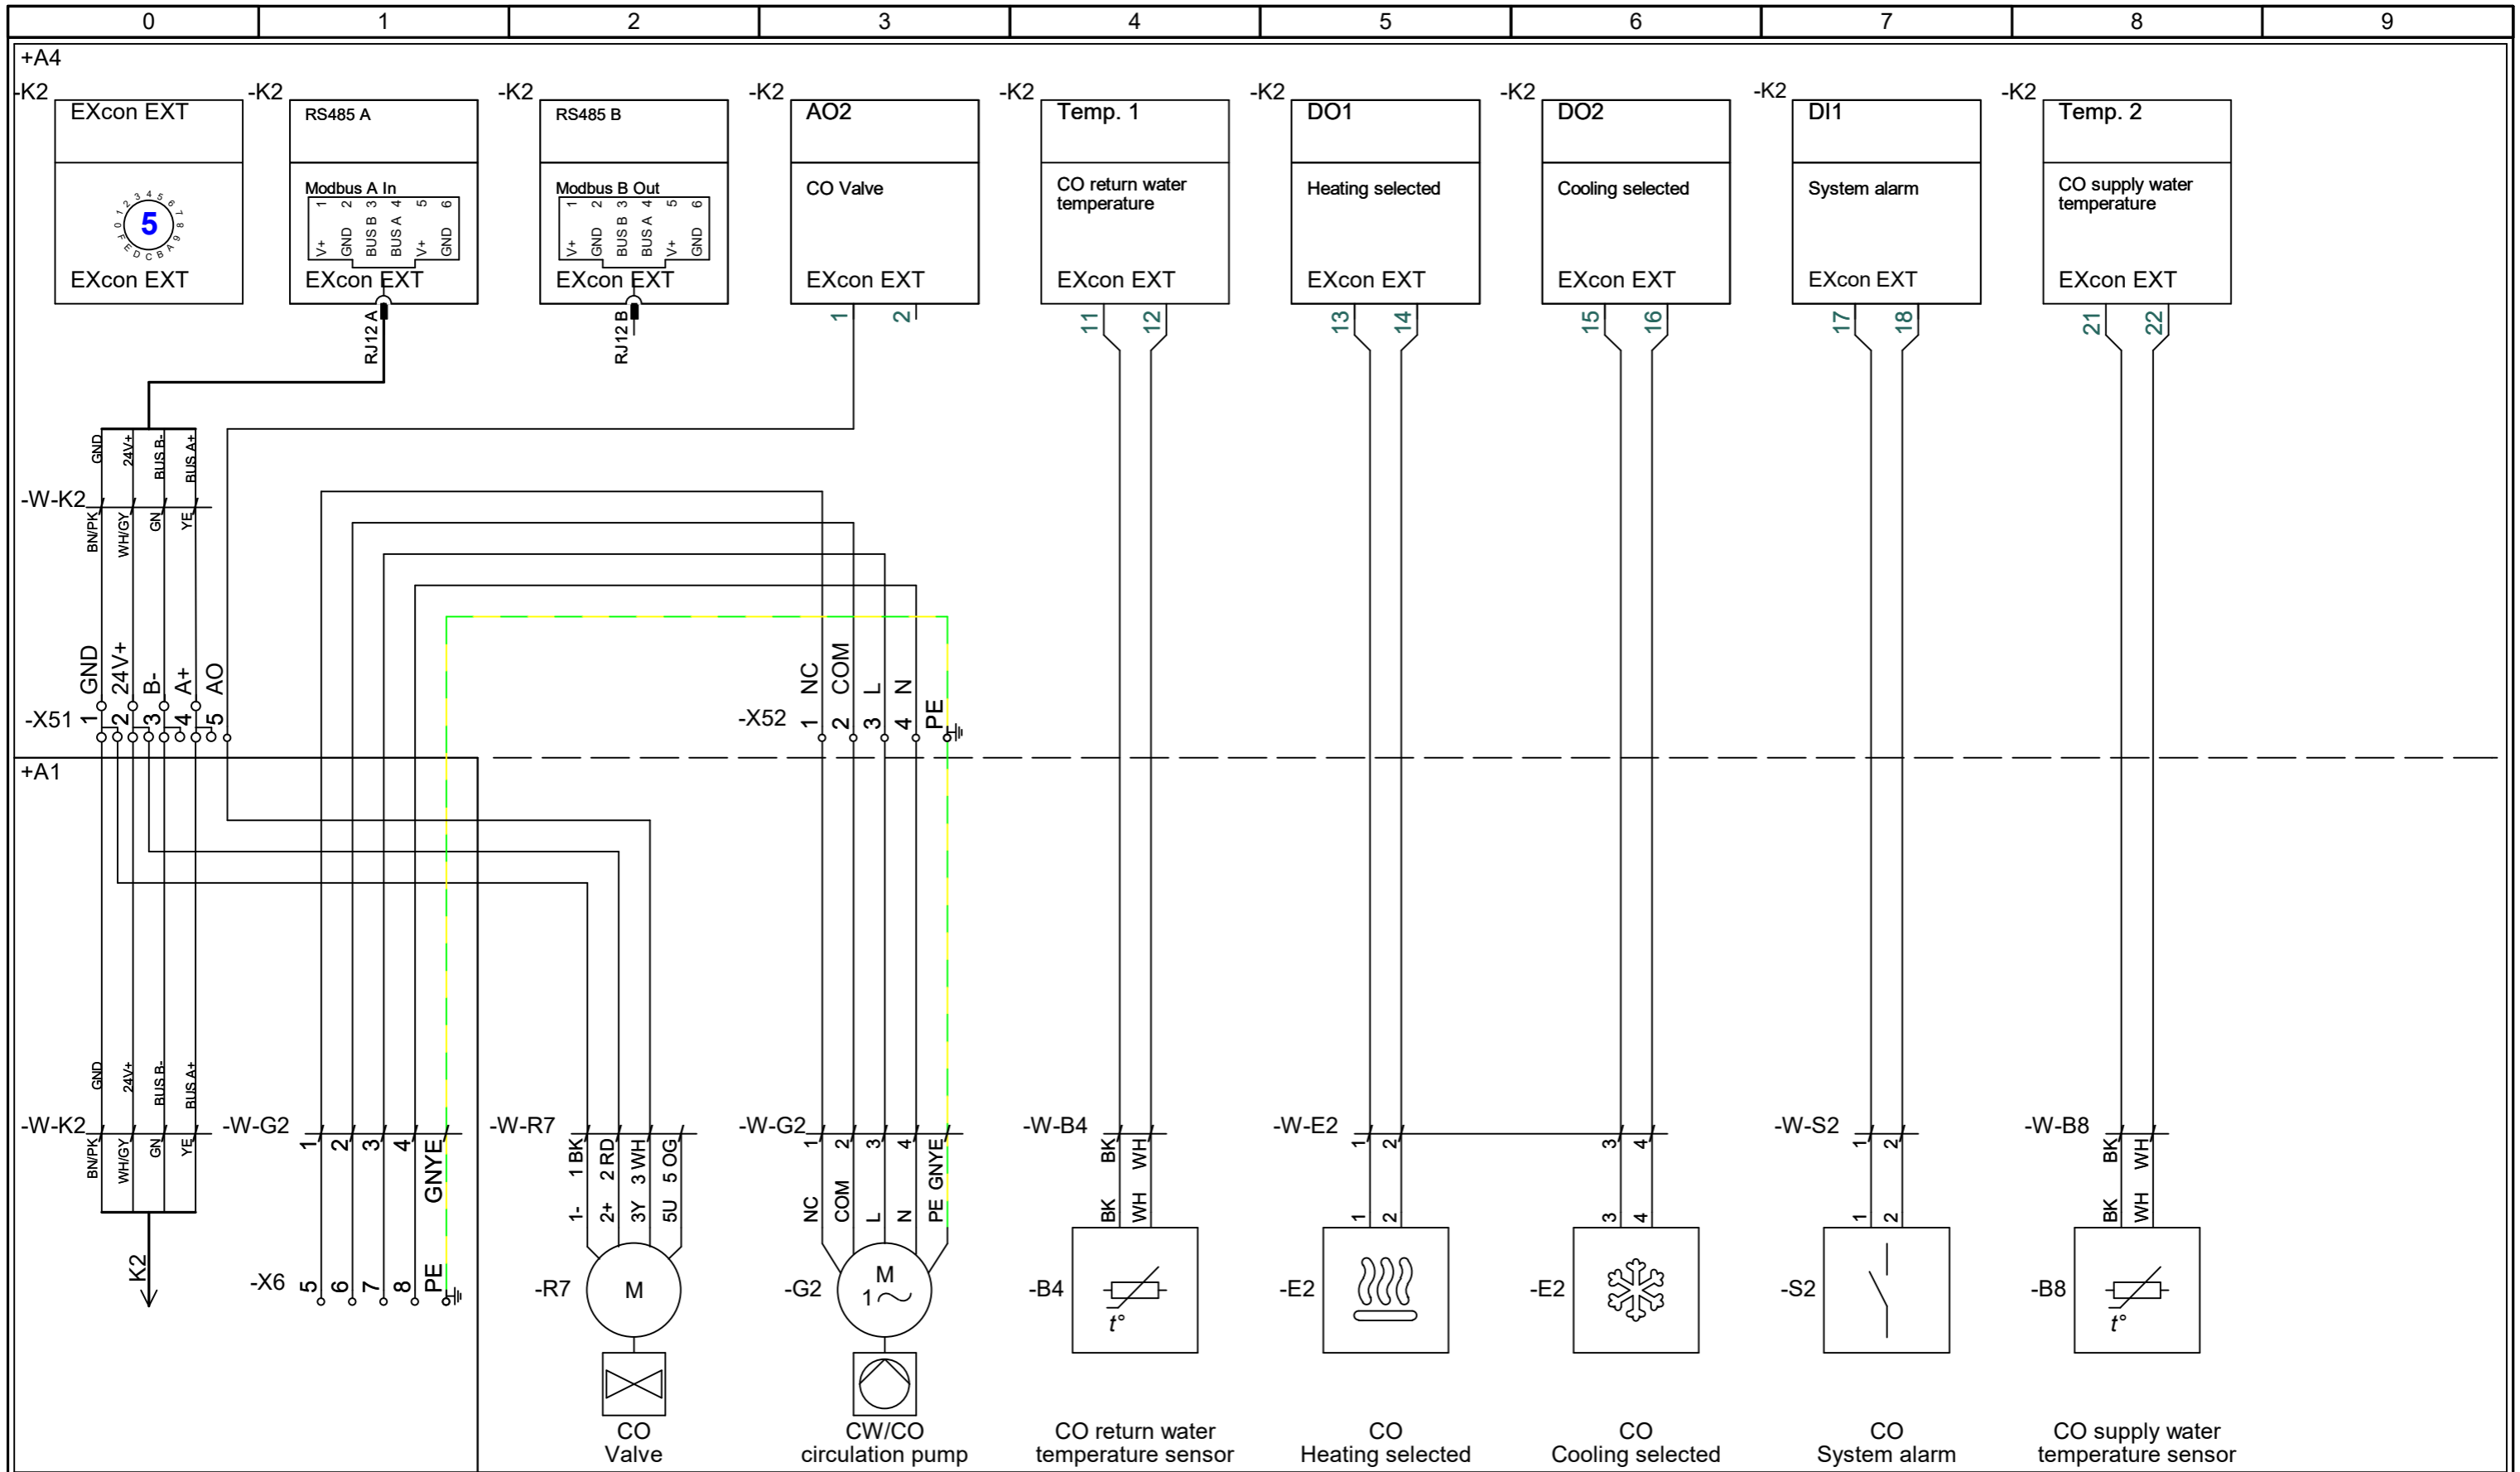 0 1 2 3 4 5 6 7 8 9
+A4
-K2 -K2 -K2 -K2 -K2 -K2 -K2 -K2 -K2
EXcon EXT RS485 A RS485 B AO2 Temp. 1 DO1 DO2 DI1 Temp. 2
Modbus A In Modbus B Out CO Valve CO return water Heating selected Cooling selected System alarm CO supply water
temperature temperature
0 1 2 3 4 5 6 7 8 9 A B C D E F
5
1 2 3 4 5 6 1 2 3 4 5 6
V+ GND BUS B BUS A V+ GND V+ GND BUS B BUS A V+ GND
EXcon EXT EXcon EXT EXcon EXT EXcon EXT EXcon EXT EXcon EXT EXcon EXT EXcon EXT EXcon EXT
RJ12 A RJ12 B 1 2 11 12 13 14 15 16 17 18 21 22
GND 24V+ BUS B- BUS A+
-W-K2
BN/PK WH/GY GN YE
GND 24V+ B- A+ AO NC COM L N PE
-X51 1 2 3 4 5 -X52 1 2 3 4
+A1
GND 24V+ BUS B- BUS A+
-W-K2 -W-G2 -W-R7 -W-G2 -W-B4 -W-E2 -W-S2 -W-B8
BN/PK WH/GY GN YE 1 2 3 4 GNYE 1 BK 2 RD 3 WH 5 OG 1 2 3 4 GNYE BK WH 1 2 3 4 1 2 BK WH
1- 2+ 3Y 5U NC COM L N PE BK WH 1 2 3 4 1 2 BK WH
K2 -X6 5 6 7 8 PE -R7 M -G2 M -B4 -E2 -E2 -S2 -B8
1
t° t°
CO CW/CO CO return water CO CO CO CO supply water
Valve circulation pump temperature sensor Heating selected Cooling selected System alarm temperature sensor